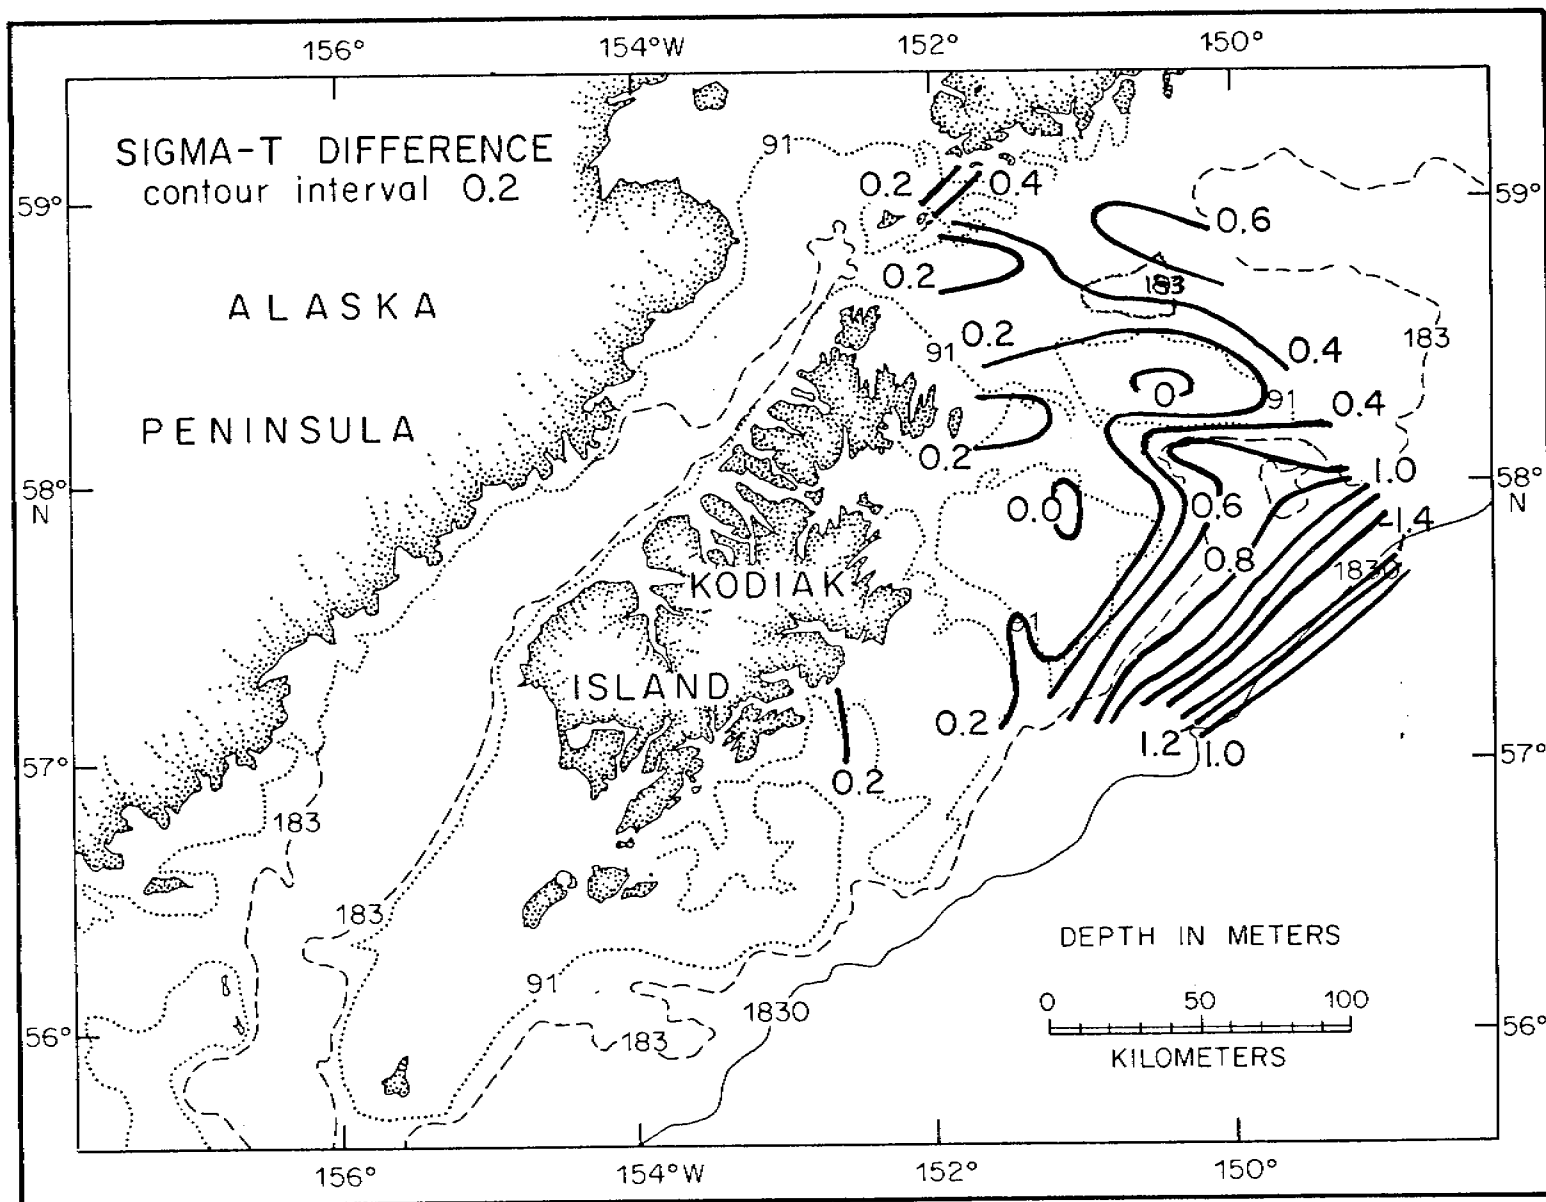 156° 154°W 152° 150°
SIGMA-T DIFFERENCE
contour interval 0.2
91
0.2 0.4
59° 59°
0.6
0.2
183
ALASKA
183
0.2 91
0.4
0
91 0.4
PENINSULA
0.2
58° 1.0 58°
N N
0.0 0.6
1.4
0.8
1830
KODIAK
91
ISLAND
0.2
1.2 1.0
57° 57°
0.2
183
183
DEPTH IN METERS
91
1830
0 50 100
56° 56°
183
KILOMETERS
156° 154°W 152° 150°